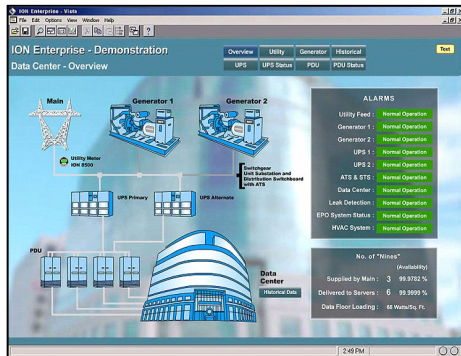 ION Enterprise - Vista
File Edit Options View Window Help
ION Enterprise - Demonstration
Data Center - Overview
Overview Utility Generator Historical
UPS UPS Status PDU PDU Status
Text
Main
Generator 1
Generator 2
Utility Meter
ION 8500
Switchgear
Unit Substation and
Distribution Switchboard
with ATS
UPS Primary
UPS Alternate
PDU
Data
Center
Historical Data
ALARMS
Utility Feed : Normal Operation
Generator 1 : Normal Operation
Generator 2 : Normal Operation
UPS 1 : Normal Operation
UPS 2 : Normal Operation
ATS & STS : Normal Operation
Data Center : Normal Operation
Leak Detection : Normal Operation
EPO System Status : Normal Operation
HVAC System : Normal Operation
No. of "Nines"
(Availability)
Supplied by Main : 3 99.9782 %
Delivered to Servers : 6 99.9999 %
Data Floor Loading : 68 Watts/Sq. Ft.
2:49 PM